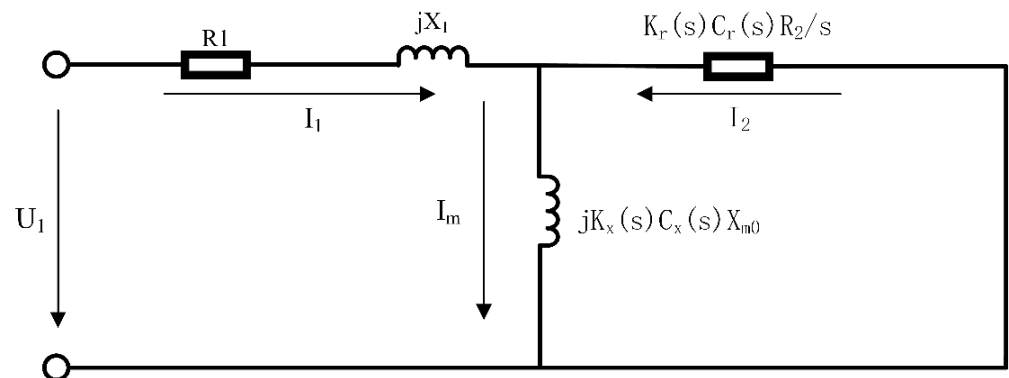 jX₁
R1
Kᵣ(s)Cᵣ(s)R₂/s
I₁
I₂
U₁
Iₘ
jKₓ(s)Cₓ(s)Xₘ₀